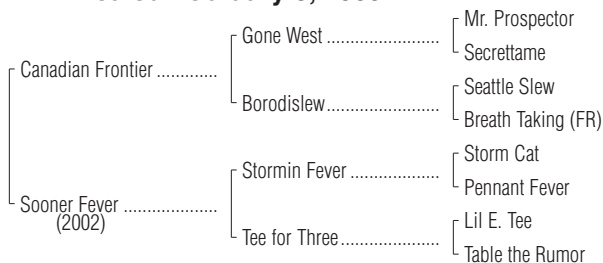 Mr. Prospector
Gone West
Secrettame
Canadian Frontier
Seattle Slew
Borodislew
Breath Taking (FR)
Storm Cat
Stormin Fever
Pennant Fever
Sooner Fever
(2002)
Lil E. Tee
Tee for Three
Table the Rumor